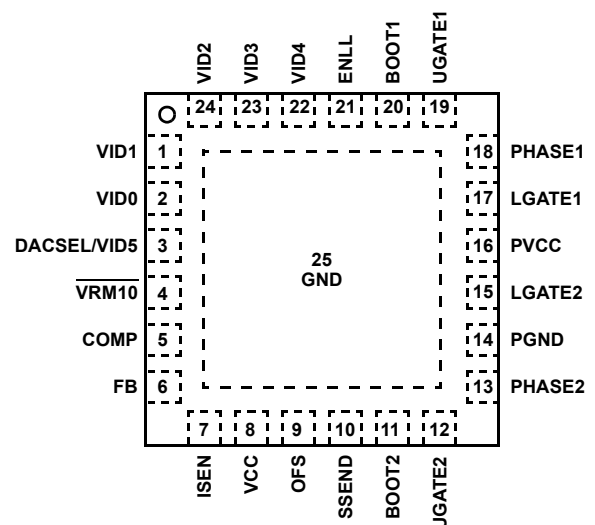 VID2
VID3
VID4
ENLL
BOOT1
UGATE1
24
23
22
21
20
19
VID1
1
18
PHASE1
VID0
2
17
LGATE1
DACSEL/VID5
3
16
PVCC
25
GND
VRM10
4
15
LGATE2
COMP
5
14
PGND
FB
6
13
PHASE2
7
8
9
10
11
12
ISEN
VCC
OFS
SSEND
BOOT2
UGATE2